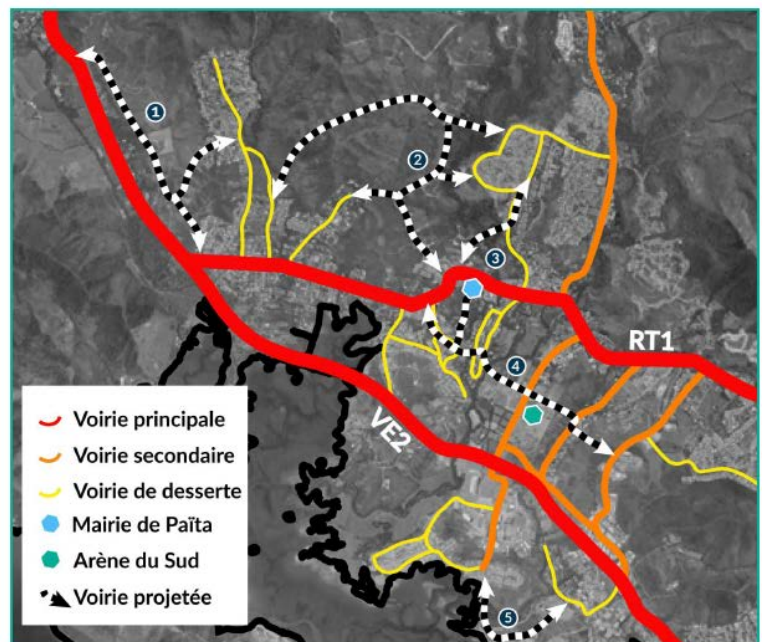 1
2
3
RT1
4
VE2
Voirie principale
Voirie secondaire
Voirie de desserte
Mairie de Païta
Arène du Sud
Voirie projetée
5